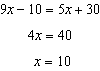 9x − 10 = 5x + 30
4x = 40
x = 10